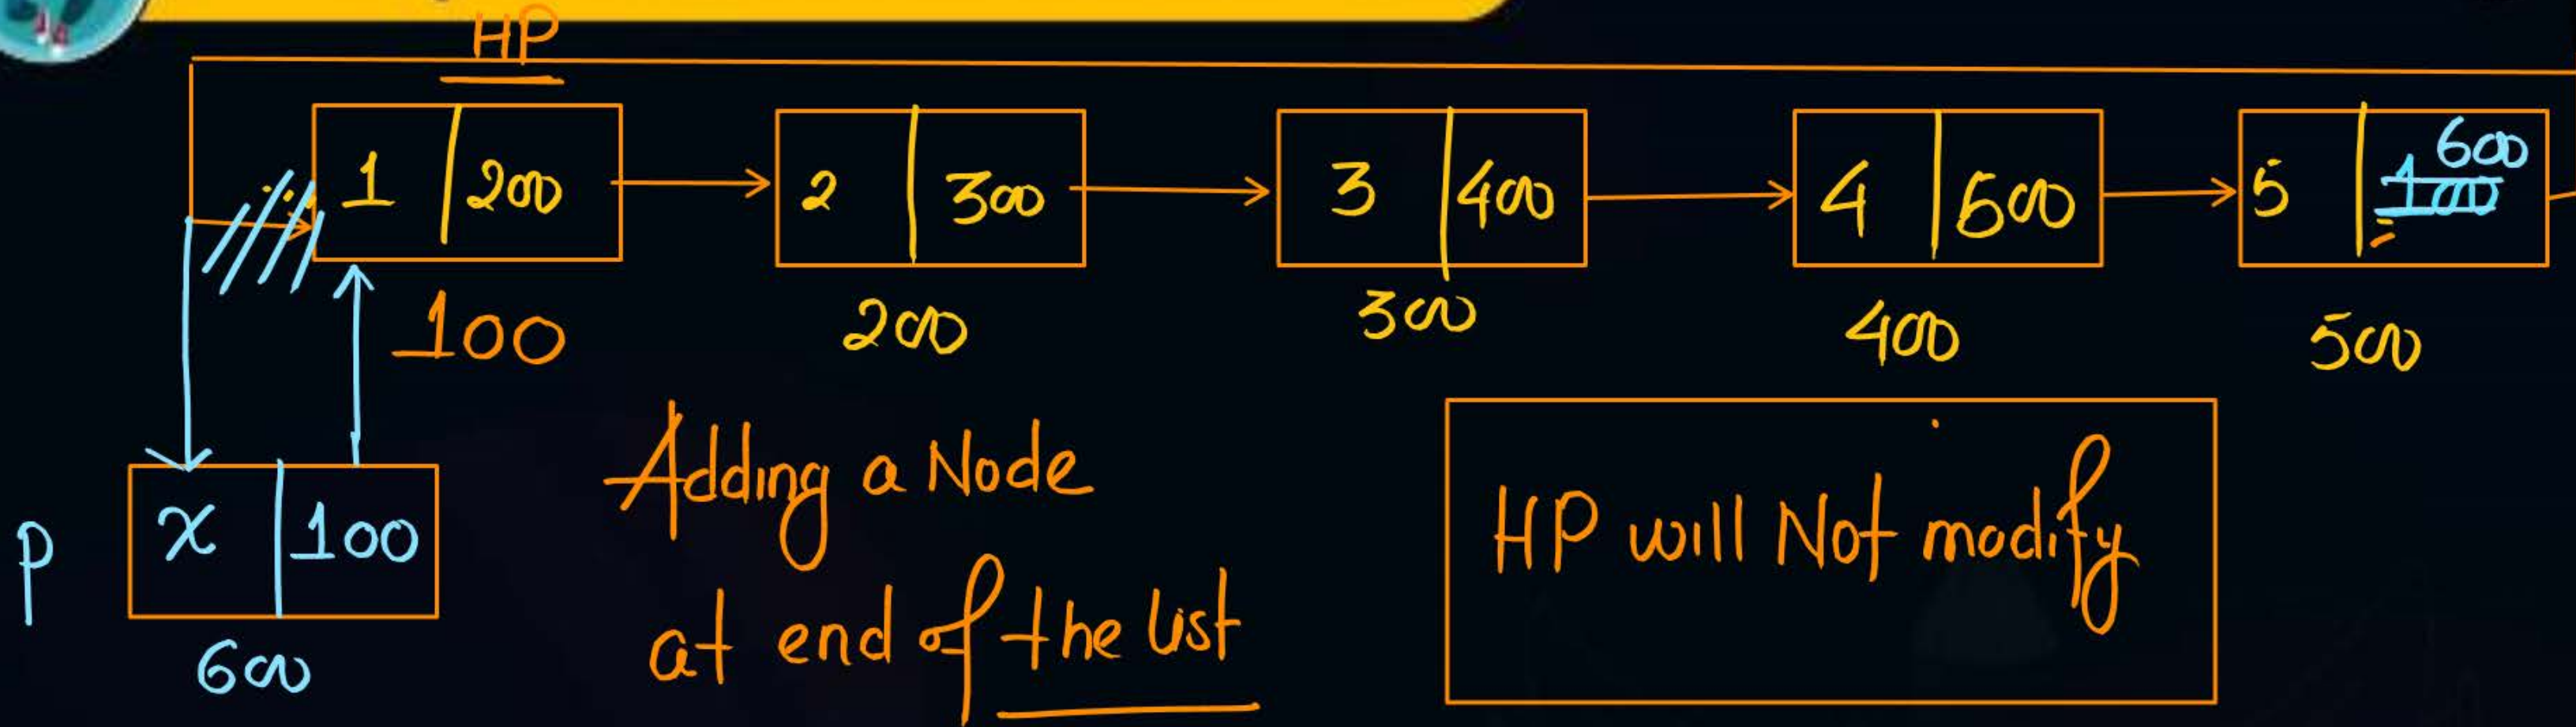 HP
1 | 200
2 | 300
3 | 400
4 | 500
5 | 100 600
100
200
300
400
500
p
x | 100
600
Adding a Node
at end of the list
HP will Not modify